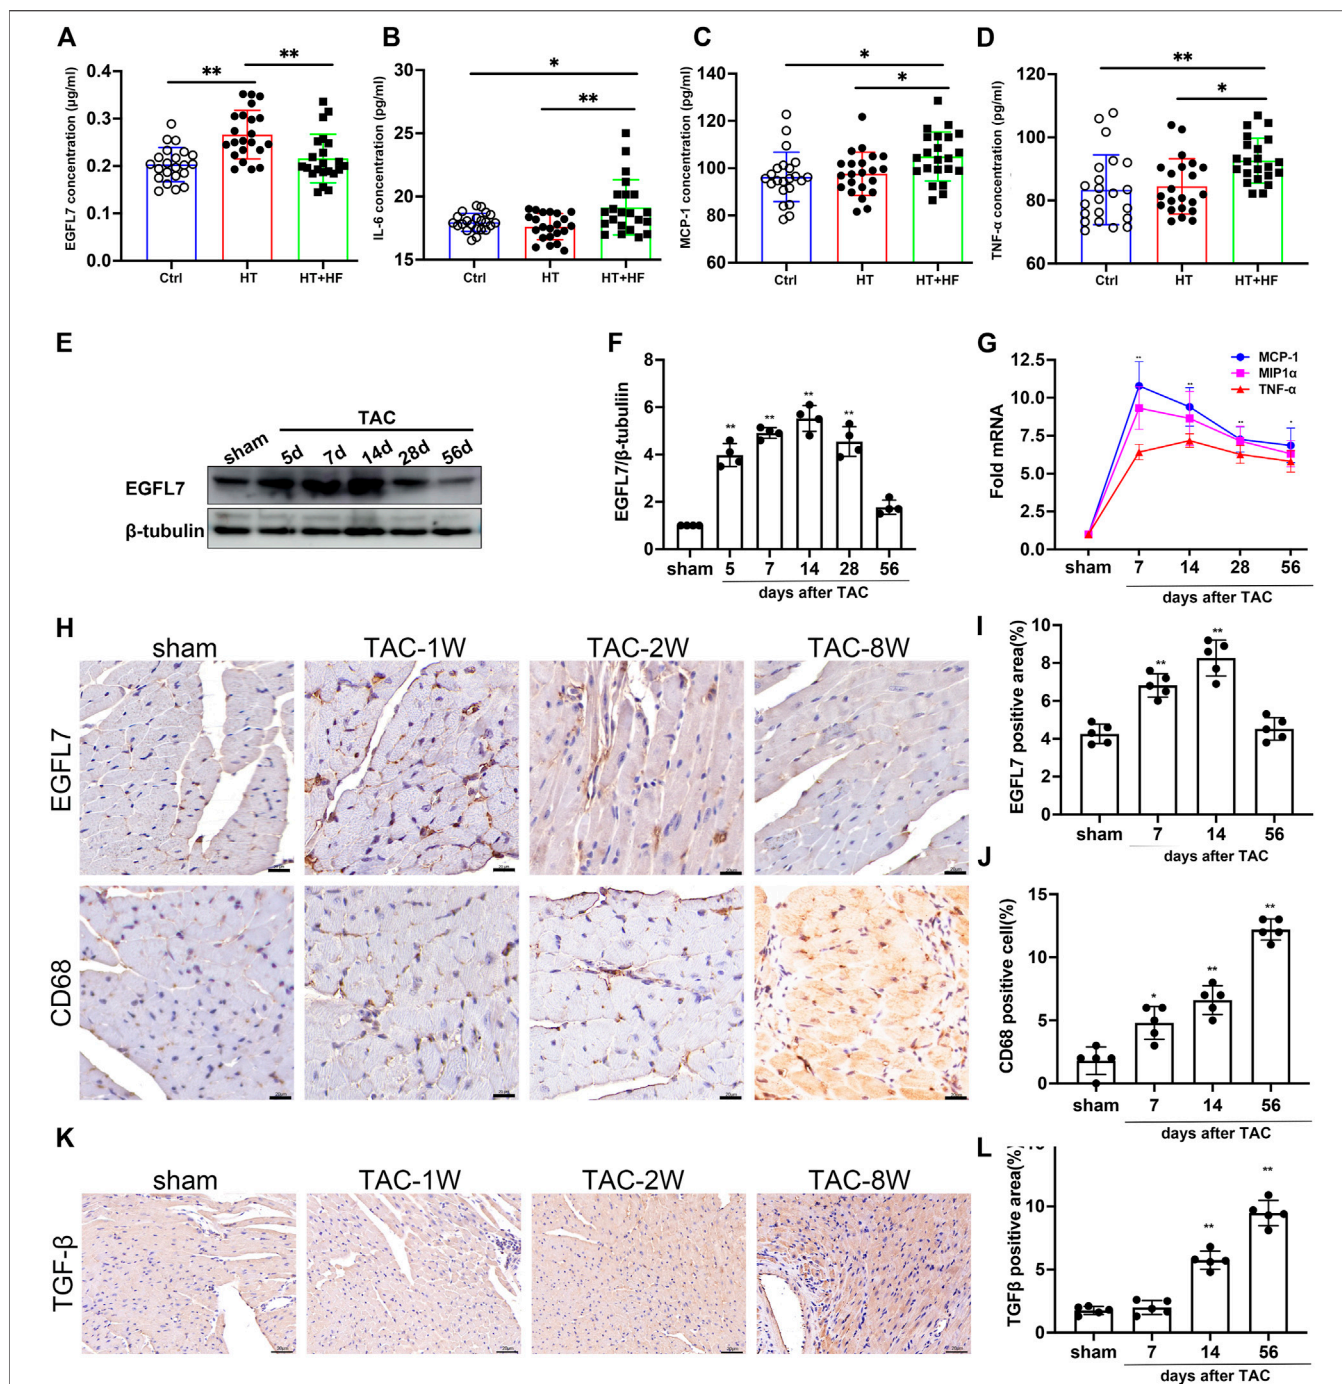 A
EGFL7 concentration (μg/ml)
0.4
0.3
0.2
0.1
0.0
**
**
Ctrl HT HT+HF
B
IL-6 concentration (pg/ml)
30
25
20
15
*
**
Ctrl HT HT+HF
C
MCP-1 concentration (pg/ml)
140
120
100
80
60
*
*
Ctrl HT HT+HF
D
TNF-α concentration (pg/ml)
120
100
80
60
**
*
Ctrl HT HT+HF
E
TAC
sham 5d 7d 14d 28d 56d
EGFL7
β-tubulin
F
EGFL7/β-tubuliin
8
6
4
2
0
** ** ** **
sham 5 7 14 28 56
days after TAC
G
Fold mRNA
12.5
10.0
7.5
5.0
2.5
0.0
MCP-1
MIP1α
TNF-α
** ** ** *
sham 7 14 28 56
days after TAC
H
sham TAC-1W TAC-2W TAC-8W
EGFL7
CD68
I
EGFL7 positive area(%)
10
8
6
4
2
0
** **
sham 7 14 56
days after TAC
J
CD68 positive cell(%)
15
10
5
0
* ** **
sham 7 14 56
days after TAC
K
sham TAC-1W TAC-2W TAC-8W
TGF-β
L
TGFβ positive area(%)
10
5
0
** **
sham 7 14 56
days after TAC